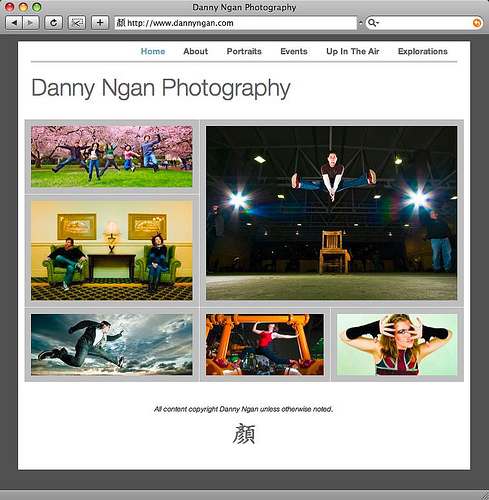 Danny Ngan Photography
顏 http://www.dannyngan.com
Home About Portraits Events Up In The Air Explorations
Danny Ngan Photography
All content copyright Danny Ngan unless otherwise noted.
顏